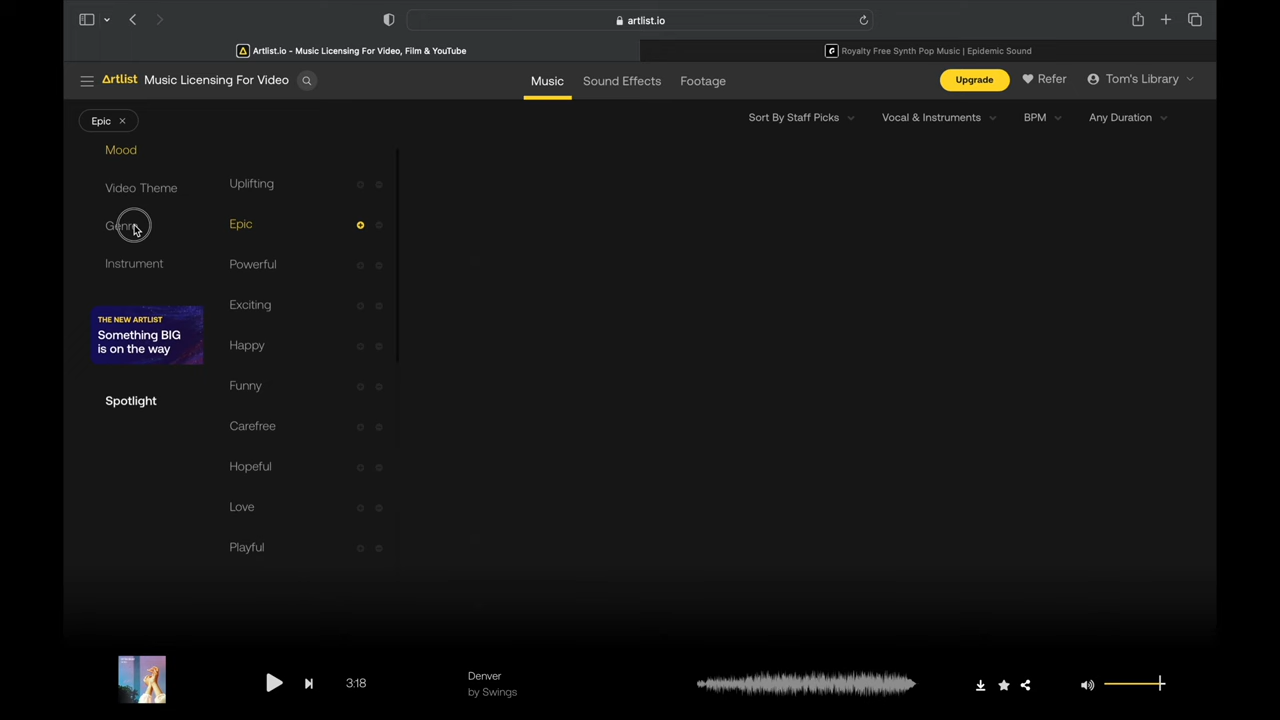 artlist.io
Artlist.io - Music Licensing For Video, Film & YouTube
Royalty Free Synth Pop Music | Epidemic Sound
Artlist Music Licensing For Video
Music
Sound Effects
Footage
Upgrade
Refer
Tom's Library
Epic
Sort By Staff Picks
Vocal & Instruments
BPM
Any Duration
Mood
Video Theme
Genre
Instrument
THE NEW ARTLIST
Something BIG
is on the way
Spotlight
Uplifting
Epic
Powerful
Exciting
Happy
Funny
Carefree
Hopeful
Love
Playful
3:18
Denver
by Swings